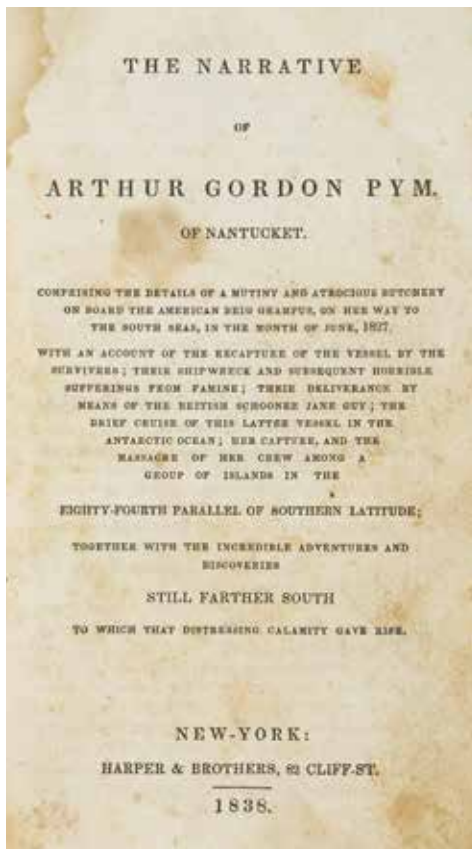 THE NARRATIVE
OF
ARTHUR GORDON PYM.
OF NANTUCKET.
COMPRISING THE DETAILS OF A MUTINY AND ATROCIOUS BUTCHERY
ON BOARD THE AMERICAN BRIG GRAMPUS, ON HER WAY TO
THE SOUTH SEAS, IN THE MONTH OF JUNE, 1827.
WITH AN ACCOUNT OF THE RECAPTURE OF THE VESSEL BY THE
SURVIVERS; THEIR SHIPWRECK AND SUBSEQUENT HORRIBLE
SUFFERINGS FROM FAMINE; THEIR DELIVERANCE BY
MEANS OF THE BRITISH SCHOONER JANE GUY; THE
BRIEF CRUISE OF THIS LATTER VESSEL IN THE
ANTARCTIC OCEAN; HER CAPTURE, AND THE
MASSACRE OF HER CREW AMONG A
GROUP OF ISLANDS IN THE
EIGHTY-FOURTH PARALLEL OF SOUTHERN LATITUDE;
TOGETHER WITH THE INCREDIBLE ADVENTURES AND
DISCOVERIES
STILL FARTHER SOUTH
TO WHICH THAT DISTRESSING CALAMITY GAVE RISE.
NEW-YORK:
HARPER & BROTHERS, 82 CLIFF-ST.
1838.